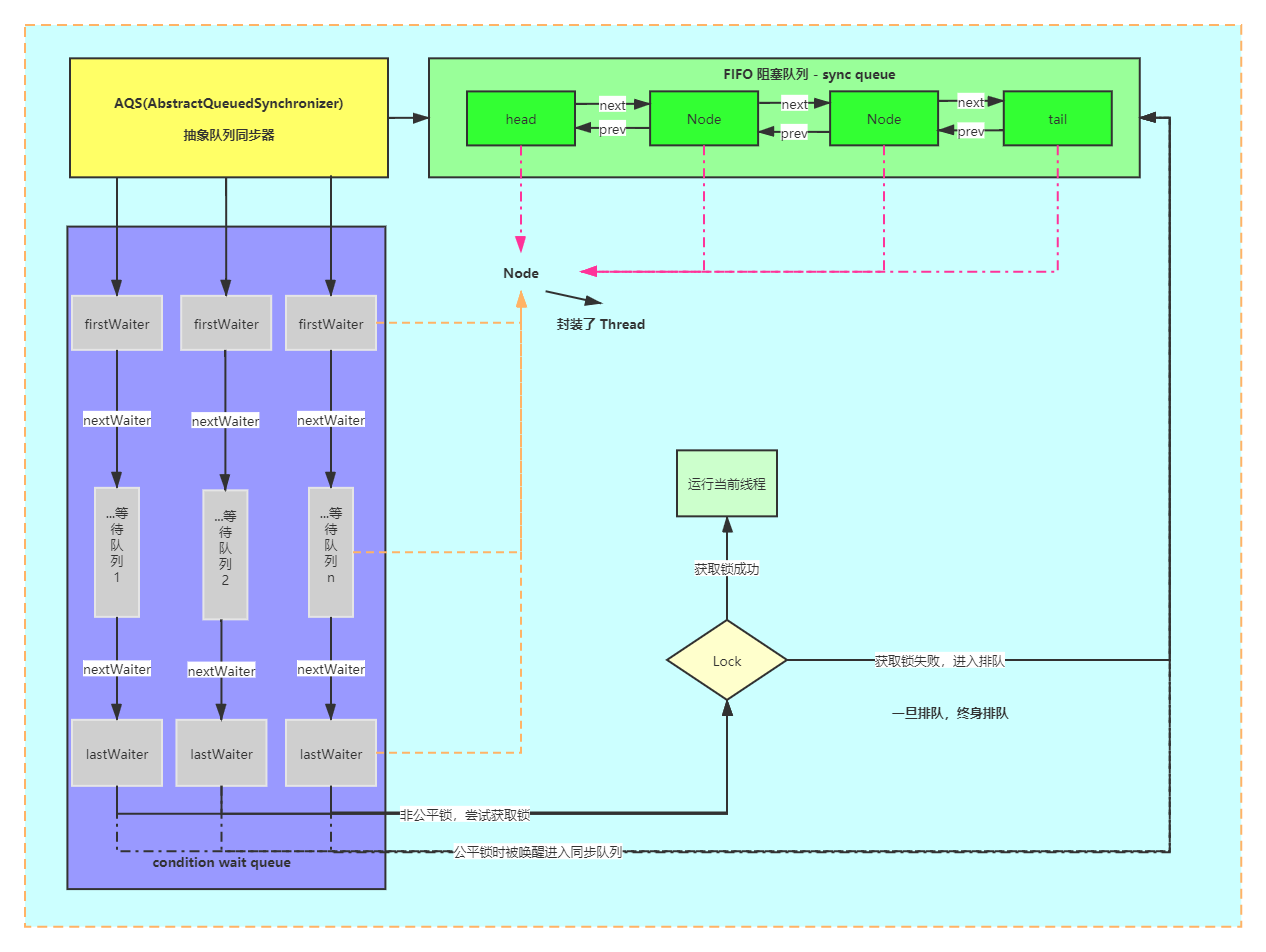 AQS(AbstractQueuedSynchronizer)
抽象队列同步器
FIFO 阻塞队列 - sync queue
head
next
prev
Node
next
prev
Node
next
prev
tail
Node
封装了 Thread
firstWaiter
firstWaiter
firstWaiter
nextWaiter
nextWaiter
nextWaiter
...等
待
队
列
1
...等
待
队
列
2
...等
待
队
列
n
nextWaiter
nextWaiter
nextWaiter
lastWaiter
lastWaiter
lastWaiter
condition wait queue
运行当前线程
获取锁成功
Lock
获取锁失败，进入排队
一旦排队，终身排队
非公平锁，尝试获取锁
公平锁时被唤醒进入同步队列